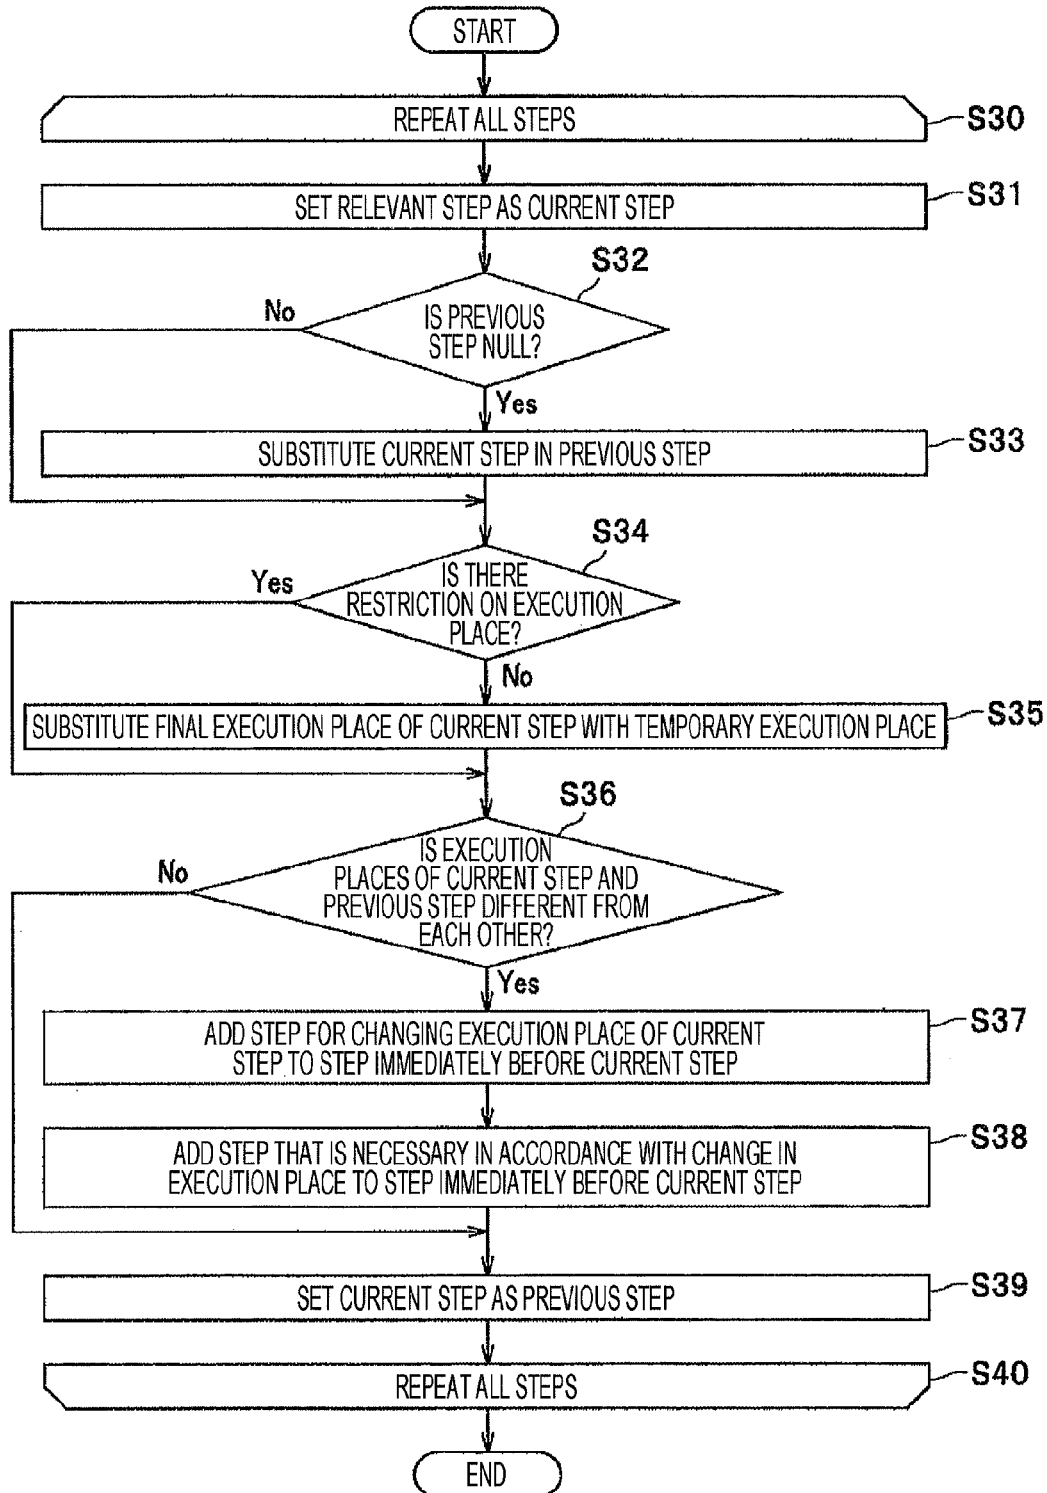 START
REPEAT ALL STEPS
S30
SET RELEVANT STEP AS CURRENT STEP
S31
S32
No
IS PREVIOUS
STEP NULL?
Yes
SUBSTITUTE CURRENT STEP IN PREVIOUS STEP
S33
S34
Yes
IS THERE
RESTRICTION ON EXECUTION
PLACE?
No
SUBSTITUTE FINAL EXECUTION PLACE OF CURRENT STEP WITH TEMPORARY EXECUTION PLACE
S35
S36
No
IS EXECUTION
PLACES OF CURRENT STEP AND
PREVIOUS STEP DIFFERENT FROM
EACH OTHER?
Yes
ADD STEP FOR CHANGING EXECUTION PLACE OF CURRENT
STEP TO STEP IMMEDIATELY BEFORE CURRENT STEP
S37
ADD STEP THAT IS NECESSARY IN ACCORDANCE WITH CHANGE IN
EXECUTION PLACE TO STEP IMMEDIATELY BEFORE CURRENT STEP
S38
SET CURRENT STEP AS PREVIOUS STEP
S39
REPEAT ALL STEPS
S40
END